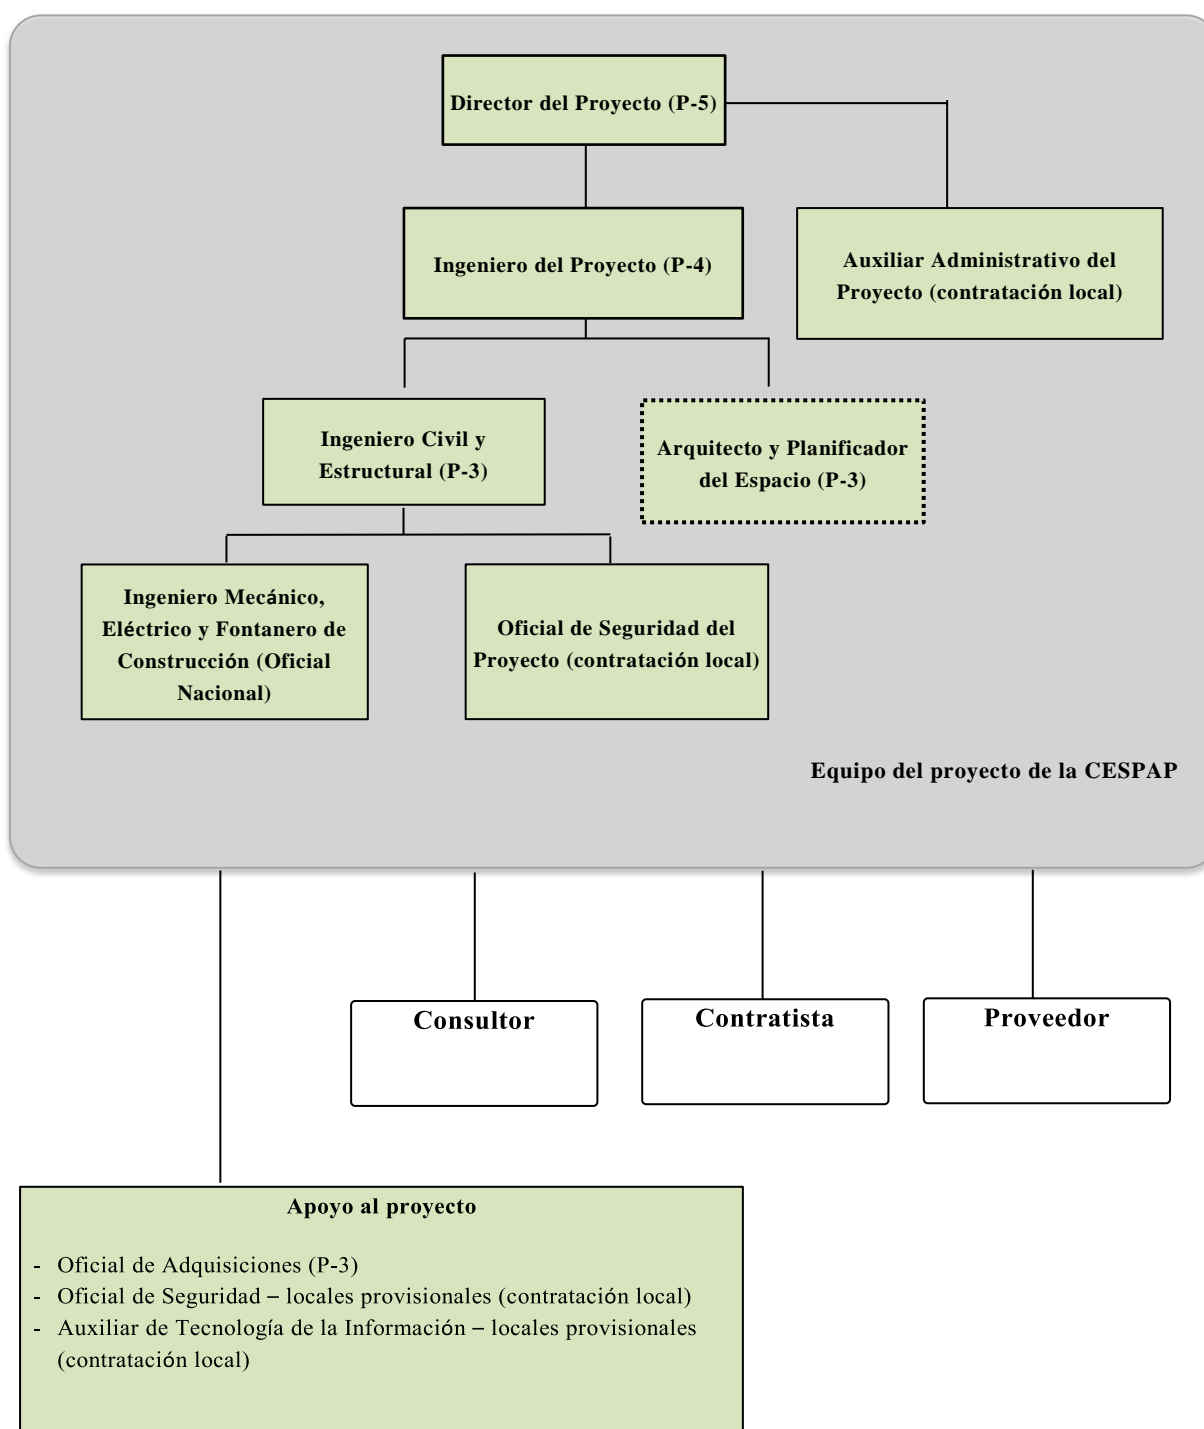 Director del Proyecto (P-5)
Ingeniero del Proyecto (P-4)
Auxiliar Administrativo del
Proyecto (contratación local)
Ingeniero Civil y
Estructural (P-3)
Arquitecto y Planificador
del Espacio (P-3)
Ingeniero Mecánico,
Eléctrico y Fontanero de
Construcción (Oficial
Nacional)
Oficial de Seguridad del
Proyecto (contratación local)
Equipo del proyecto de la CESPAP
Consultor
Contratista
Proveedor
Apoyo al proyecto
- Oficial de Adquisiciones (P-3)
- Oficial de Seguridad – locales provisionales (contratación local)
- Auxiliar de Tecnología de la Información – locales provisionales
(contratación local)